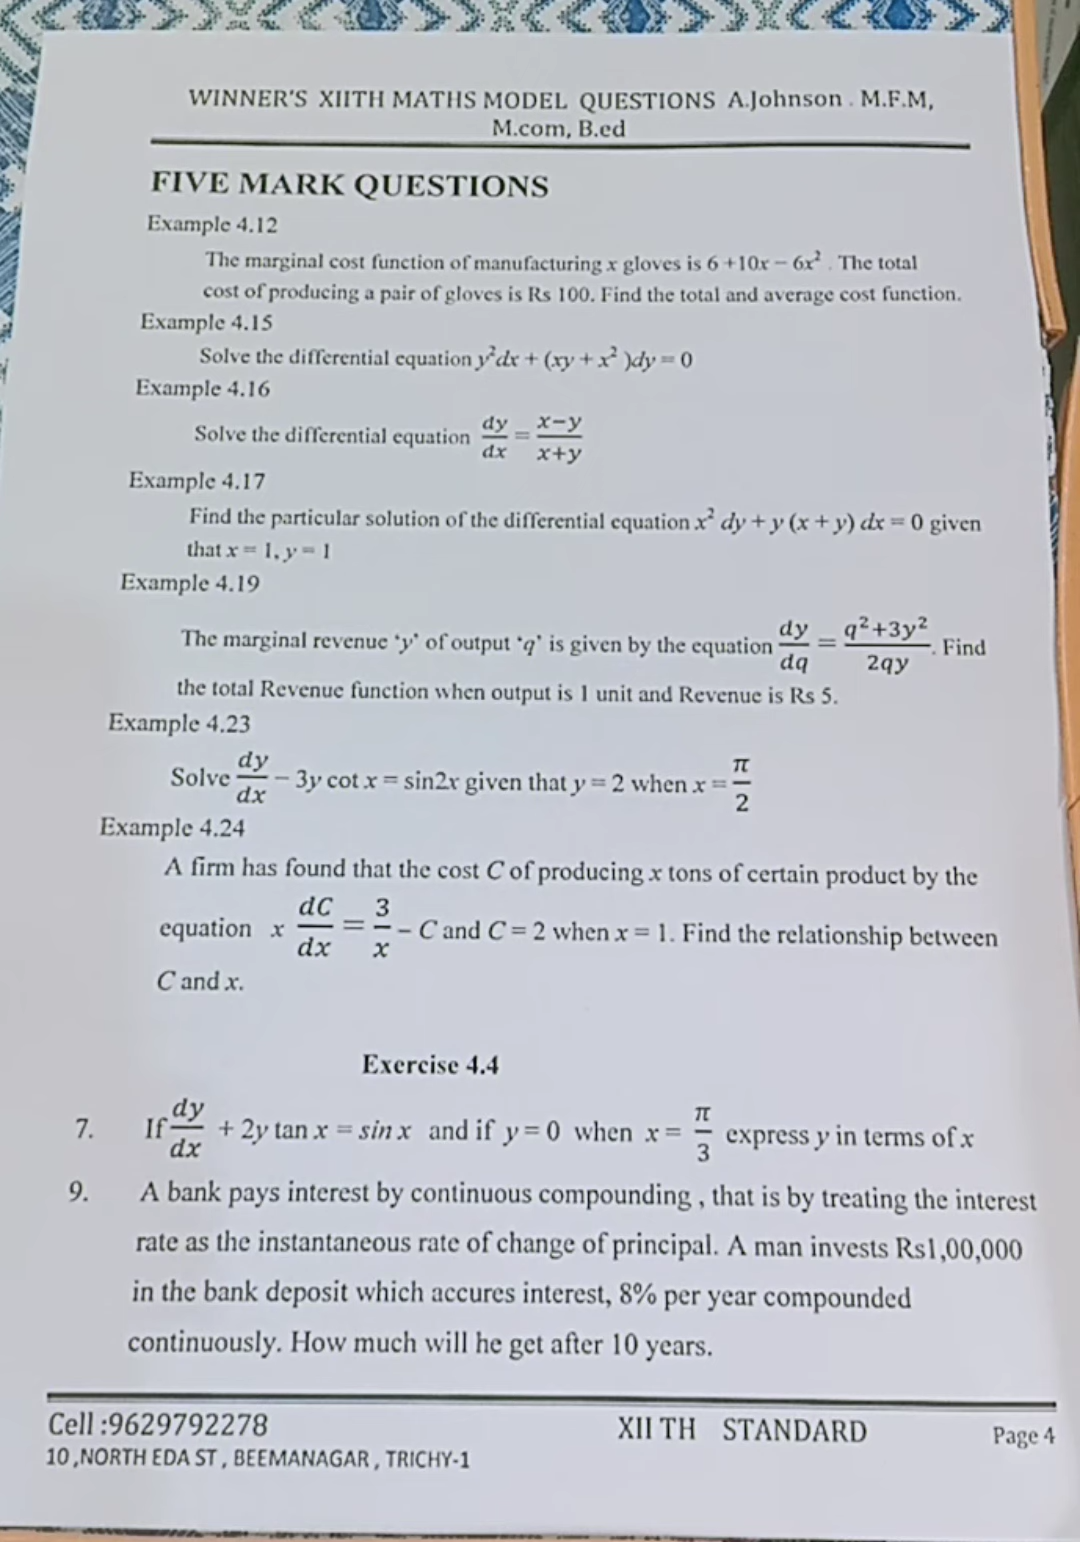 WINNER'S XIITH MATHS MODEL QUESTIONS A.Johnson . M.F.M,
M.com, B.ed
FIVE MARK QUESTIONS
Example 4.12
The marginal cost function of manufacturing x gloves is 6 +10x – 6x² . The total
cost of producing a pair of gloves is Rs 100. Find the total and average cost function.
Example 4.15
Solve the differential equation y²dx + (xy + x² )dy = 0
Example 4.16
Solve the differential equation dy/dx = x−y/x+y
Example 4.17
Find the particular solution of the differential equation x² dy + y (x + y) dx = 0 given
that x = 1, y = 1
Example 4.19
The marginal revenue 'y' of output 'q' is given by the equation dy/dq = q²+3y²/2qy . Find
the total Revenue function when output is 1 unit and Revenue is Rs 5.
Example 4.23
Solve dy/dx – 3y cot x = sin2x given that y = 2 when x = π/2
Example 4.24
A firm has found that the cost C of producing x tons of certain product by the
equation x dC/dx = 3/x – C and C = 2 when x = 1. Find the relationship between
C and x.
Exercise 4.4
7. If dy/dx + 2y tan x = sin x and if y = 0 when x = π/3 express y in terms of x
9. A bank pays interest by continuous compounding , that is by treating the interest
rate as the instantaneous rate of change of principal. A man invests Rs1,00,000
in the bank deposit which accures interest, 8% per year compounded
continuously. How much will he get after 10 years.
Cell :9629792278 XII TH STANDARD Page 4
10 ,NORTH EDA ST , BEEMANAGAR , TRICHY-1